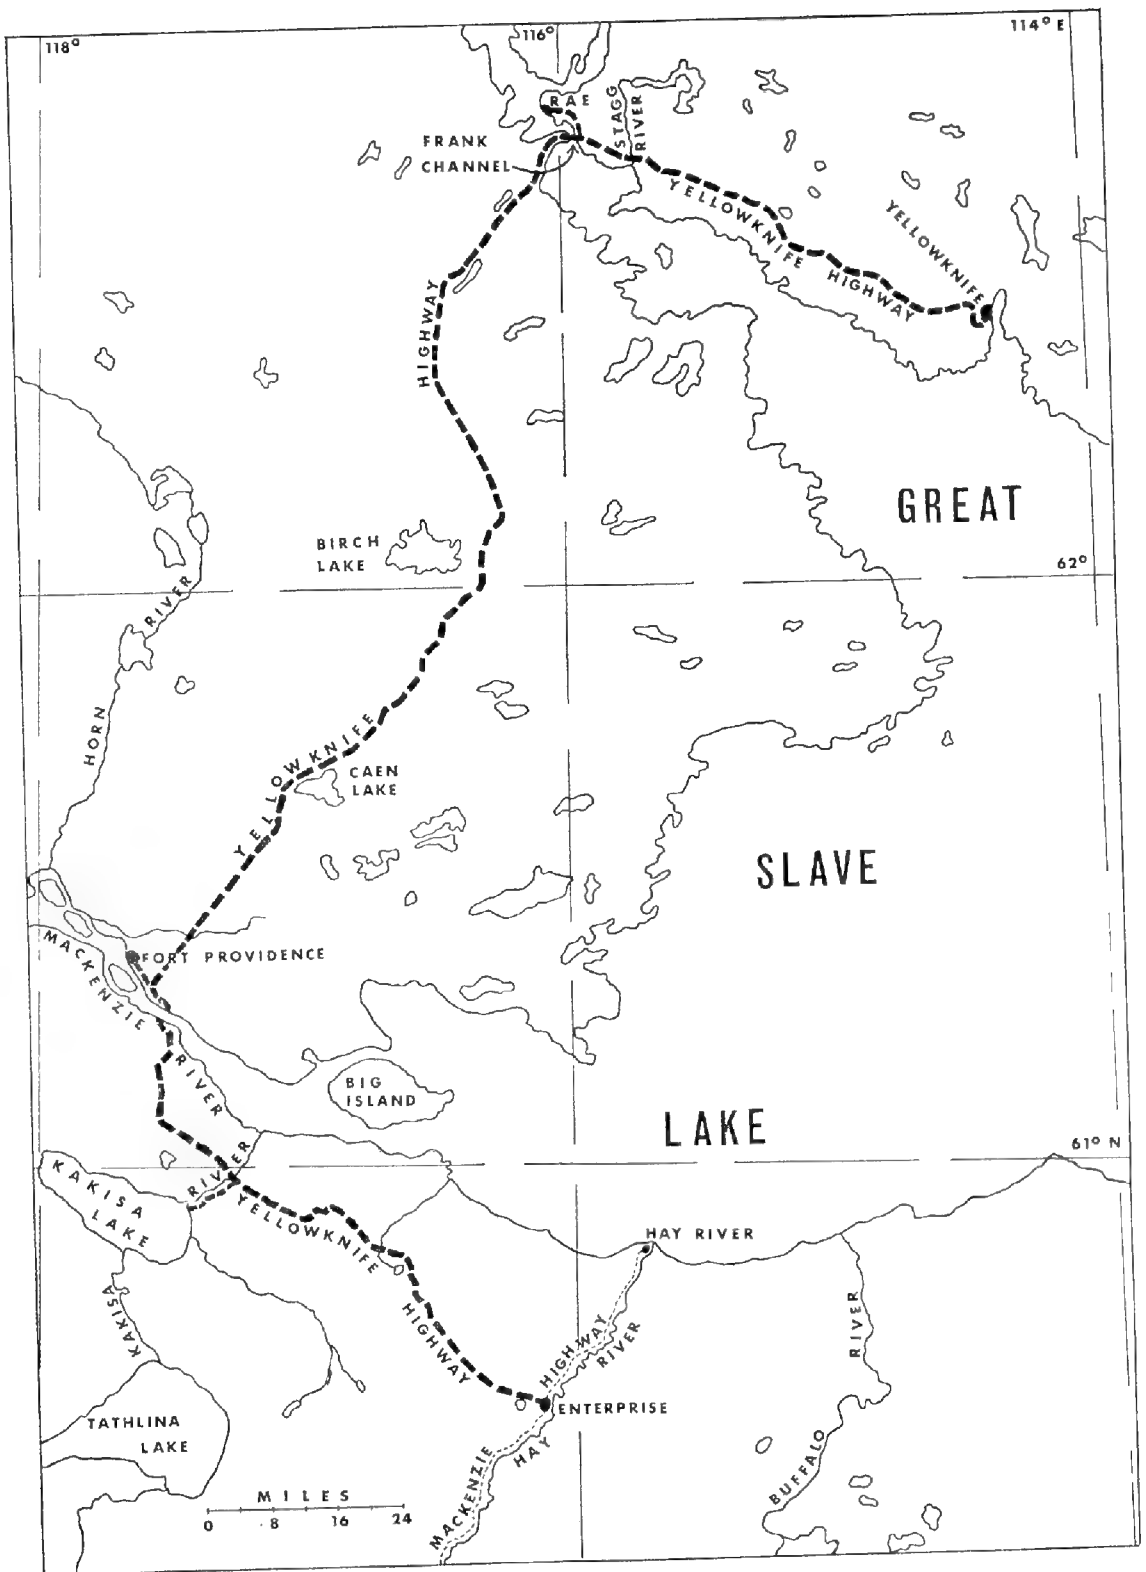 118°
116°
114° E
RAE
STAGG
RIVER
FRANK
CHANNEL
YELLOWKNIFE HIGHWAY
YELLOWKNIFE
HIGHWAY
GREAT
BIRCH
LAKE
62°
RIVER
HORN
YELLOWKNIFE
CAEN
LAKE
SLAVE
FORT PROVIDENCE
MACKENZIE
RIVER
BIG
ISLAND
LAKE
61° N
RIVER
KAKISA
LAKE
YELLOWKNIFE
HIGHWAY
HAY RIVER
KAKISA
HIGHWAY
RIVER
RIVER
ENTERPRISE
TATHLINA
LAKE
HAY
MACKENZIE
BUFFALO
MILES
0 8 16 24